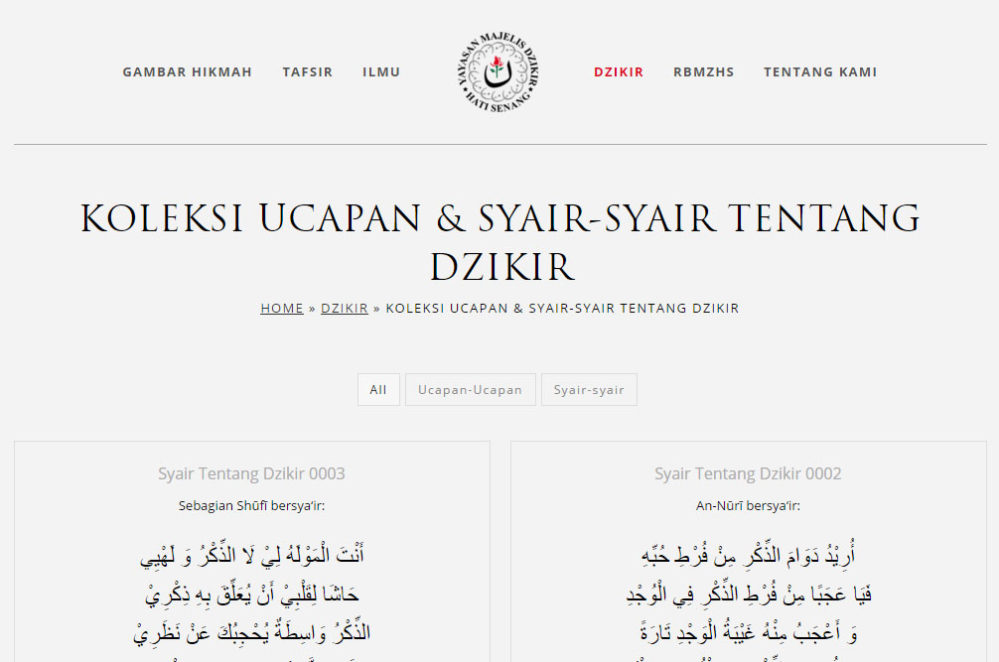 GAMBAR HIKMAH TAFSIR ILMU
YAYASAN MAJELIS DZIKIR
HATI SENANG
DZIKIR RBMZHS TENTANG KAMI
KOLEKSI UCAPAN & SYAIR-SYAIR TENTANG
DZIKIR
HOME » DZIKIR » KOLEKSI UCAPAN & SYAIR-SYAIR TENTANG DZIKIR
All Ucapan-Ucapan Syair-syair
Syair Tentang Dzikir 0003
Sebagian Shūfī bersya‘ir:
أَنْتَ الْمَوْلَهُ لِيْ لَا الذِّكْرُ وَ لَهْيِي
حَاشَا لِقَلْبِيْ أَنْ يُعَلَّقَ بِهِ ذِكْرِيْ
الذِّكْرُ وَاسِطَةٌ يُحْجِبُكَ عَنْ نَظَرِيْ
Syair Tentang Dzikir 0002
An-Nūrī bersya‘ir:
أُرِيْدُ دَوَامَ الذِّكْرِ مِنْ فُرْطِ حُبِّهِ
فَيَا عَجَبًا مِنْ فُرْطِ الذِّكْرِ فِي الْوُجْدِ
وَ أَعْجَبُ مِنْهُ غَيْبَةُ الْوَجْدِ تَارَةً